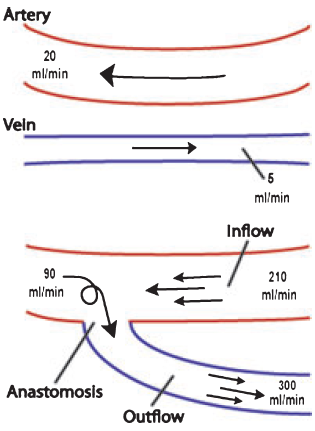 Artery
20
ml/min
Vein
5
ml/min
Inflow
90
ml/min
210
ml/min
Anastomosis
300
ml/min
Outflow